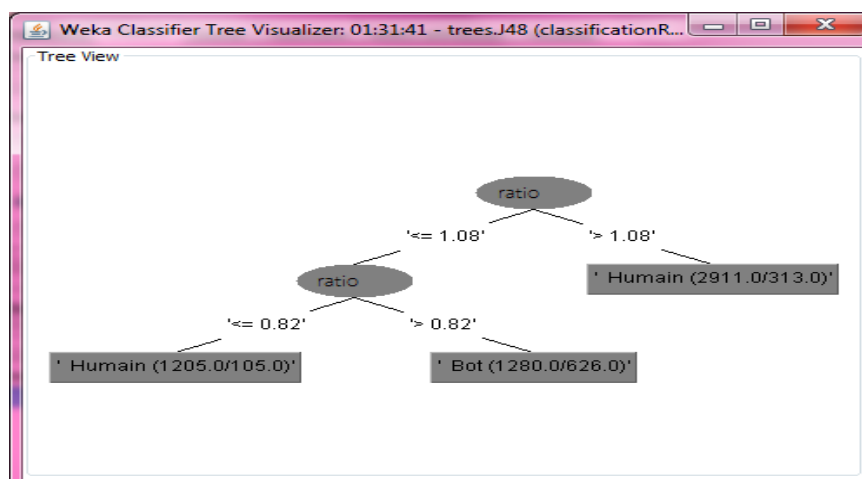 Weka Classifier Tree Visualizer: 01:31:41 - trees.J48 (classificationR...
Tree View
ratio
'<= 1.08'
'> 1.08'
ratio
' Humain (2911.0/313.0)'
'<= 0.82'
'> 0.82'
' Humain (1205.0/105.0)'
' Bot (1280.0/626.0)'